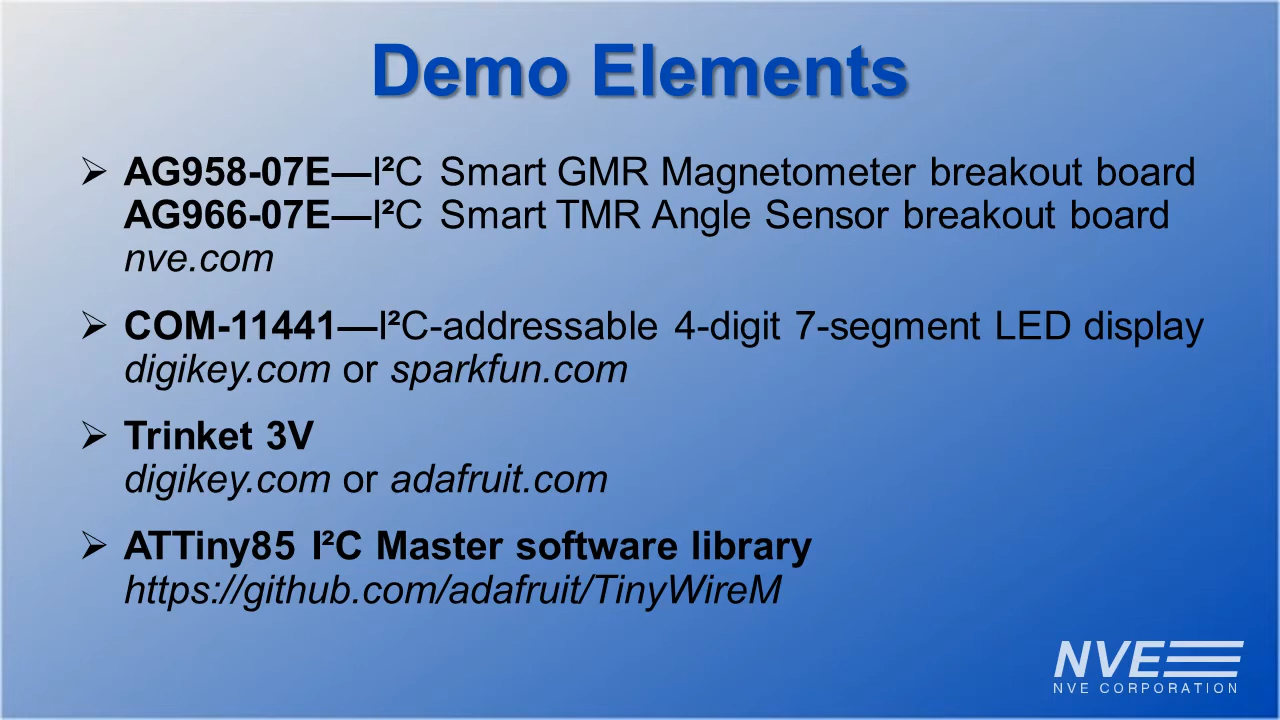 Demo Elements
➢ AG958-07E—I²C Smart GMR Magnetometer breakout board
AG966-07E—I²C Smart TMR Angle Sensor breakout board
nve.com
➢ COM-11441—I²C-addressable 4-digit 7-segment LED display
digikey.com or sparkfun.com
➢ Trinket 3V
digikey.com or adafruit.com
➢ ATTiny85 I²C Master software library
https://github.com/adafruit/TinyWireM
NVE
NVE CORPORATION